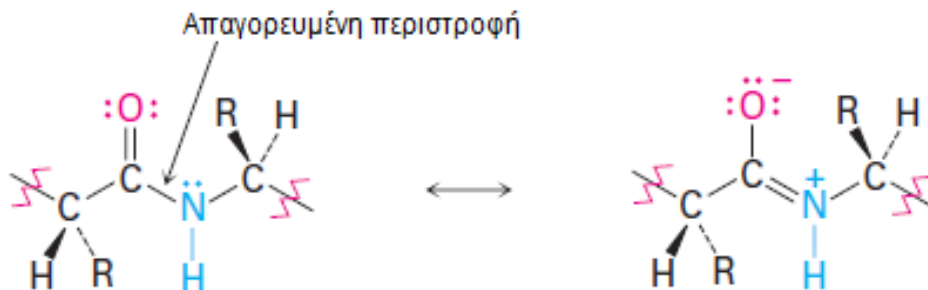 Απαγορευμένη περιστροφή
:O: R H :O: − R H
C C N C C C N + C
H R H H R H